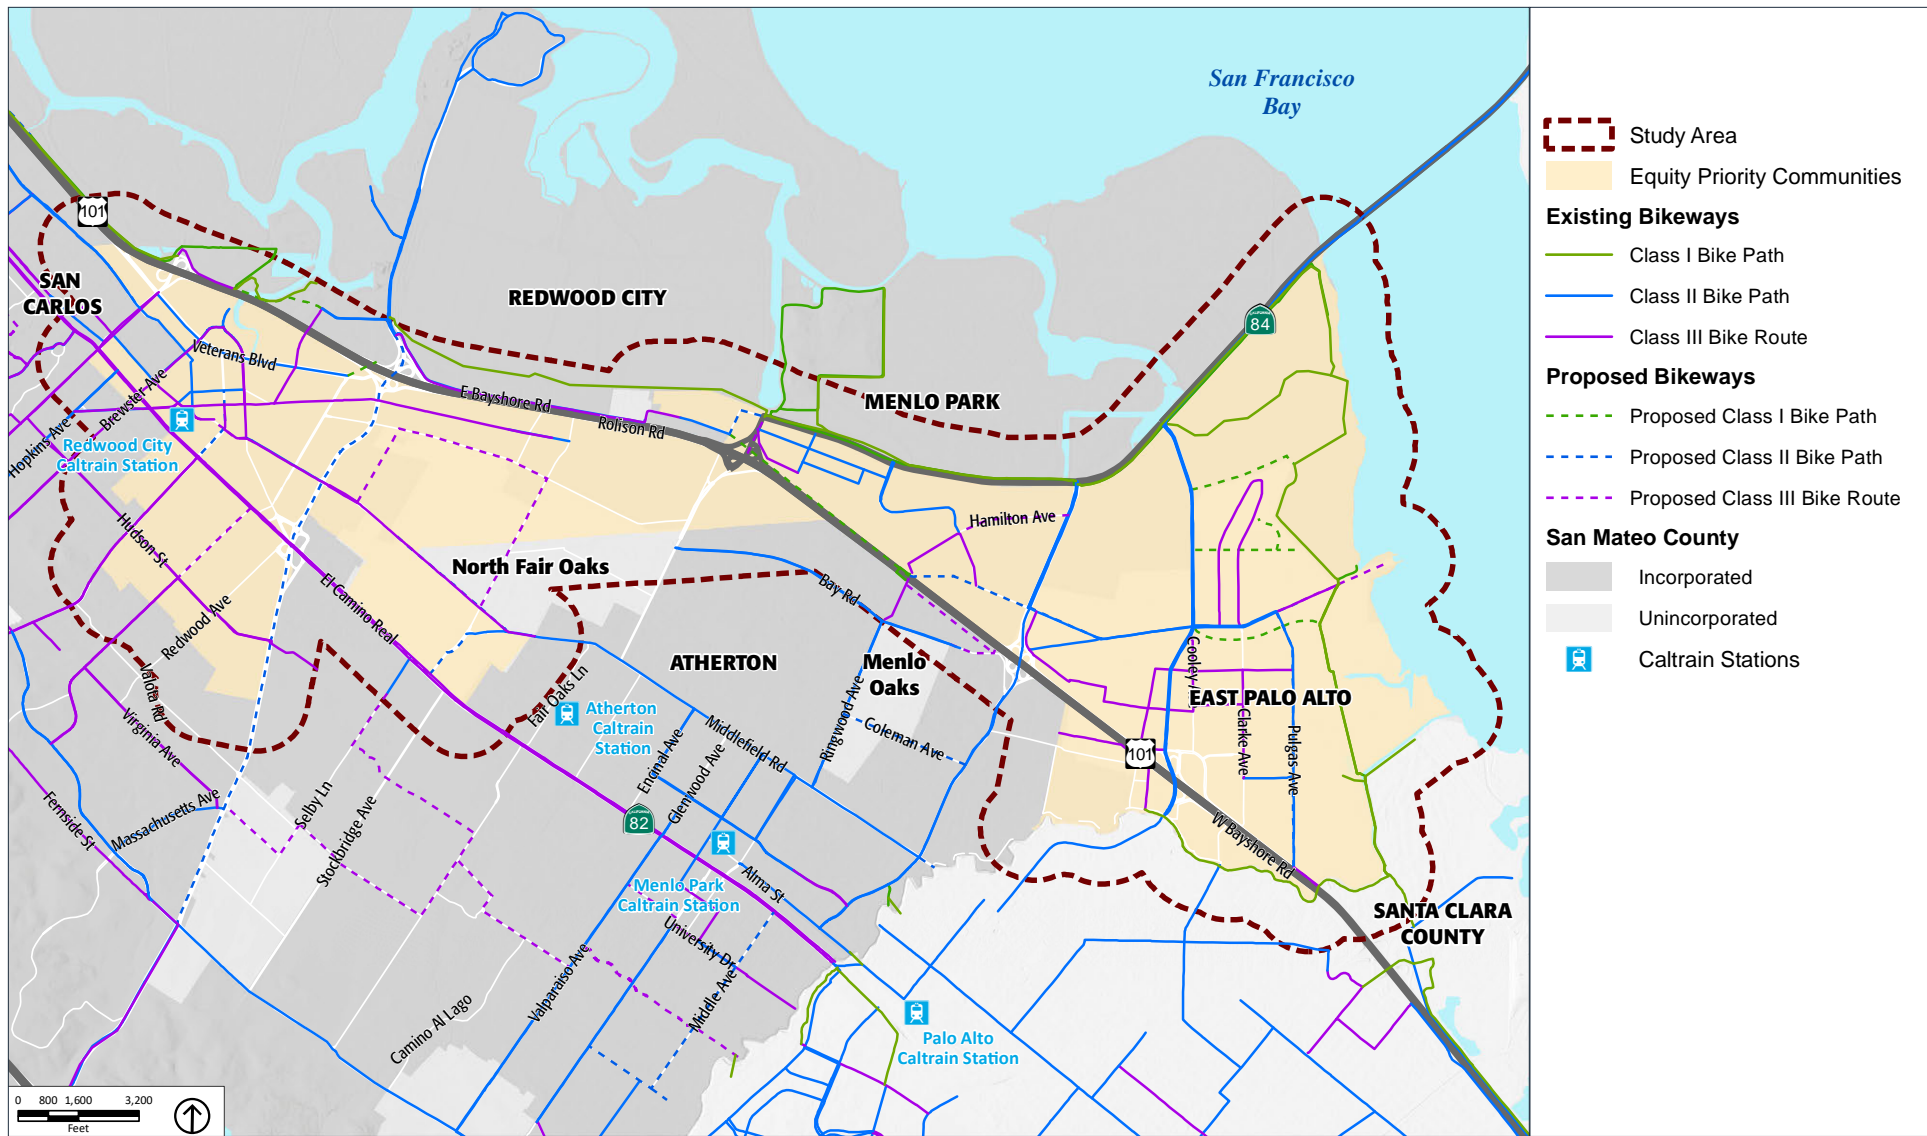 San Francisco
Bay
101
SAN
CARLOS
REDWOOD CITY
84
Veterans Blvd
E Bayshore Rd
MENLO PARK
Rolison Rd
Brewster Ave
Hopkins Ave
Redwood City
Caltrain Station
Hudson St
Hamilton Ave
North Fair Oaks
El Camino Real
Bay Rd
Redwood Ave
ATHERTON
Menlo
Oaks
Valota Rd
Fair Oaks Ln
Cooley
EAST PALO ALTO
Virginia Ave
Atherton
Caltrain
Station
Middlefield Rd
Ringwood Ave
Coleman Ave
Clarke Ave
Pulgas Ave
101
Encinal Ave
Glenwood Ave
Selby Ln
Stockbridge Ave
Massachusetts Ave
Fernside St
82
W Bayshore Rd
Menlo Park
Caltrain Station
Alma St
University Dr
SANTA CLARA
COUNTY
Valparaiso Ave
Middle Ave
Camino Al Lago
Palo Alto
Caltrain Station
0 800 1,600 3,200
Feet
Study Area
Equity Priority Communities
Existing Bikeways
Class I Bike Path
Class II Bike Path
Class III Bike Route
Proposed Bikeways
Proposed Class I Bike Path
Proposed Class II Bike Path
Proposed Class III Bike Route
San Mateo County
Incorporated
Unincorporated
Caltrain Stations